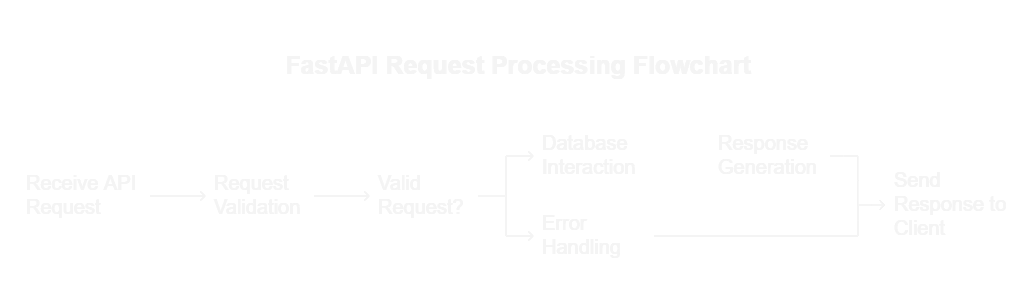 FastAPI Request Processing Flowchart
Receive API
Request
Request
Validation
Valid
Request?
Database
Interaction
Error
Handling
Response
Generation
Send
Response to
Client